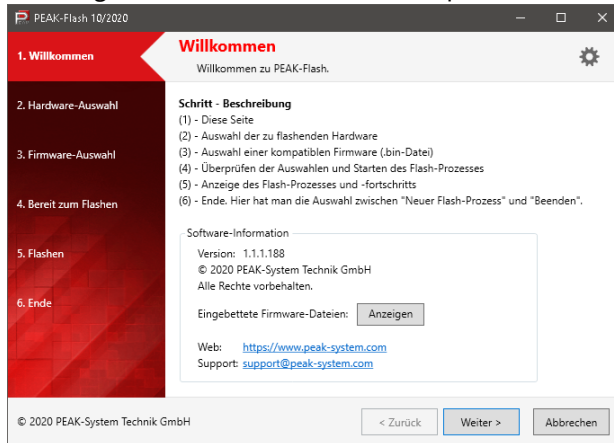 PEAK-Flash 10/2020
1. Willkommen
Willkommen
Willkommen zu PEAK-Flash.
2. Hardware-Auswahl
3. Firmware-Auswahl
4. Bereit zum Flashen
5. Flashen
6. Ende
Schritt - Beschreibung
(1) - Diese Seite
(2) - Auswahl der zu flashenden Hardware
(3) - Auswahl einer kompatiblen Firmware (.bin-Datei)
(4) - Überprüfen der Auswahlen und Starten des Flash-Prozesses
(5) - Anzeige des Flash-Prozesses und -fortschritts
(6) - Ende. Hier hat man die Auswahl zwischen "Neuer Flash-Prozess" und "Beenden".
Software-Information
Version: 1.1.1.188
© 2020 PEAK-System Technik GmbH
Alle Rechte vorbehalten.
Eingebettete Firmware-Dateien: Anzeigen
Web: https://www.peak-system.com
Support: support@peak-system.com
© 2020 PEAK-System Technik GmbH
< Zurück Weiter > Abbrechen